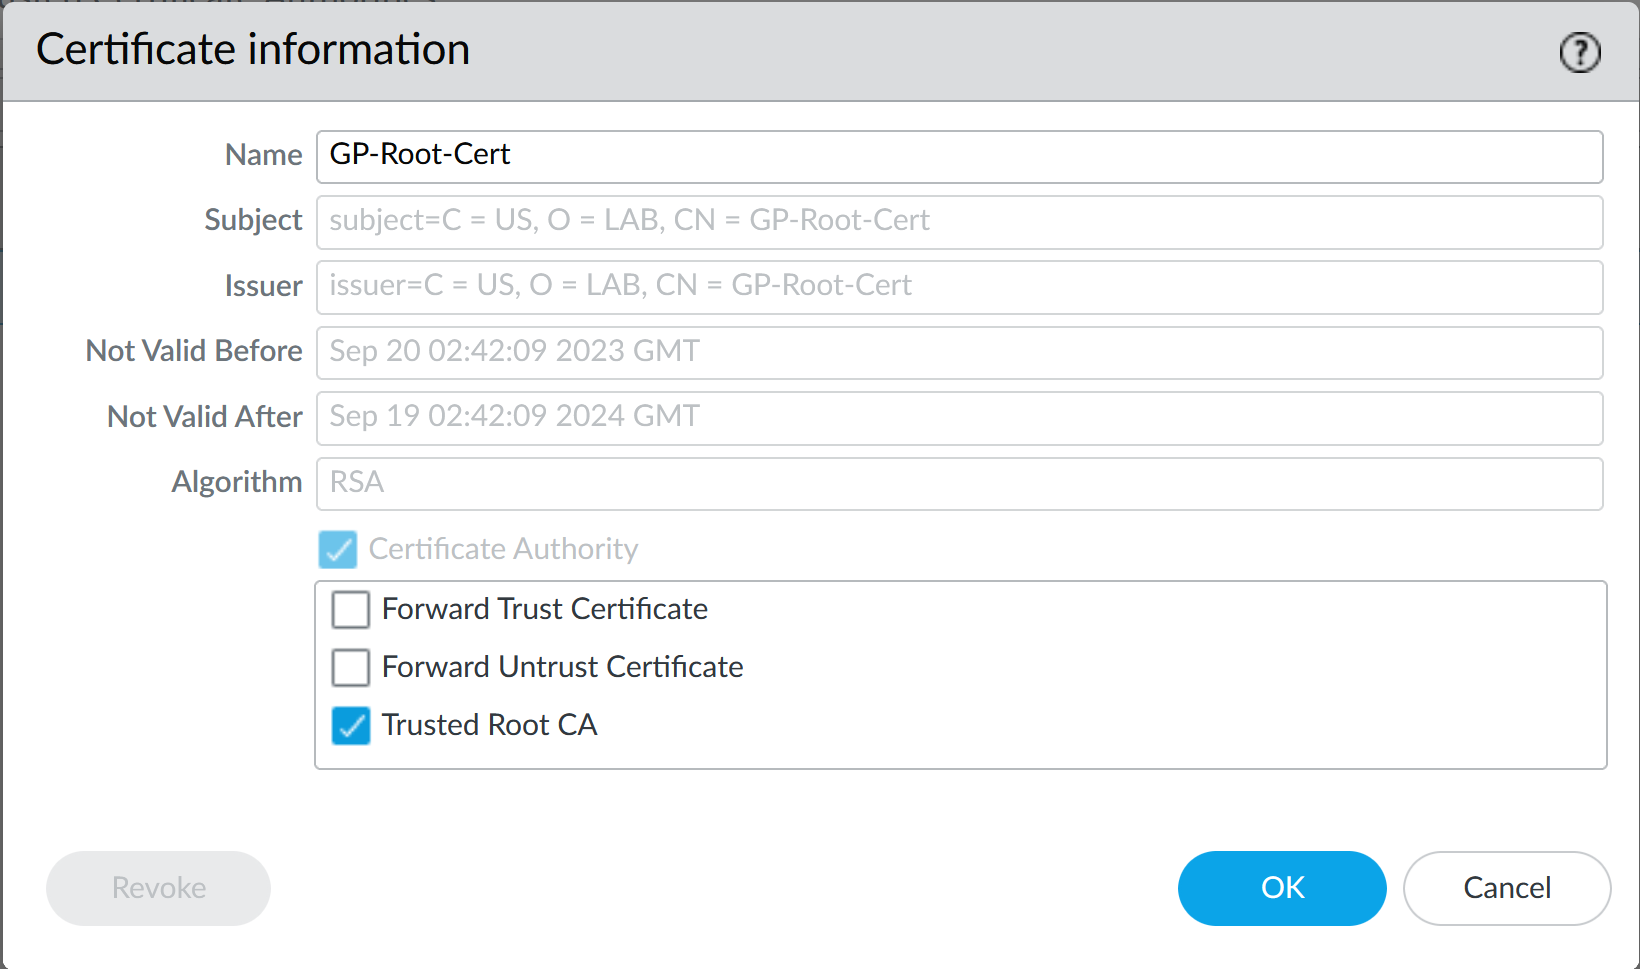 Certificate information
?
Name GP-Root-Cert
Subject subject=C = US, O = LAB, CN = GP-Root-Cert
Issuer issuer=C = US, O = LAB, CN = GP-Root-Cert
Not Valid Before Sep 20 02:42:09 2023 GMT
Not Valid After Sep 19 02:42:09 2024 GMT
Algorithm RSA
Certificate Authority
Forward Trust Certificate
Forward Untrust Certificate
Trusted Root CA
Revoke OK Cancel